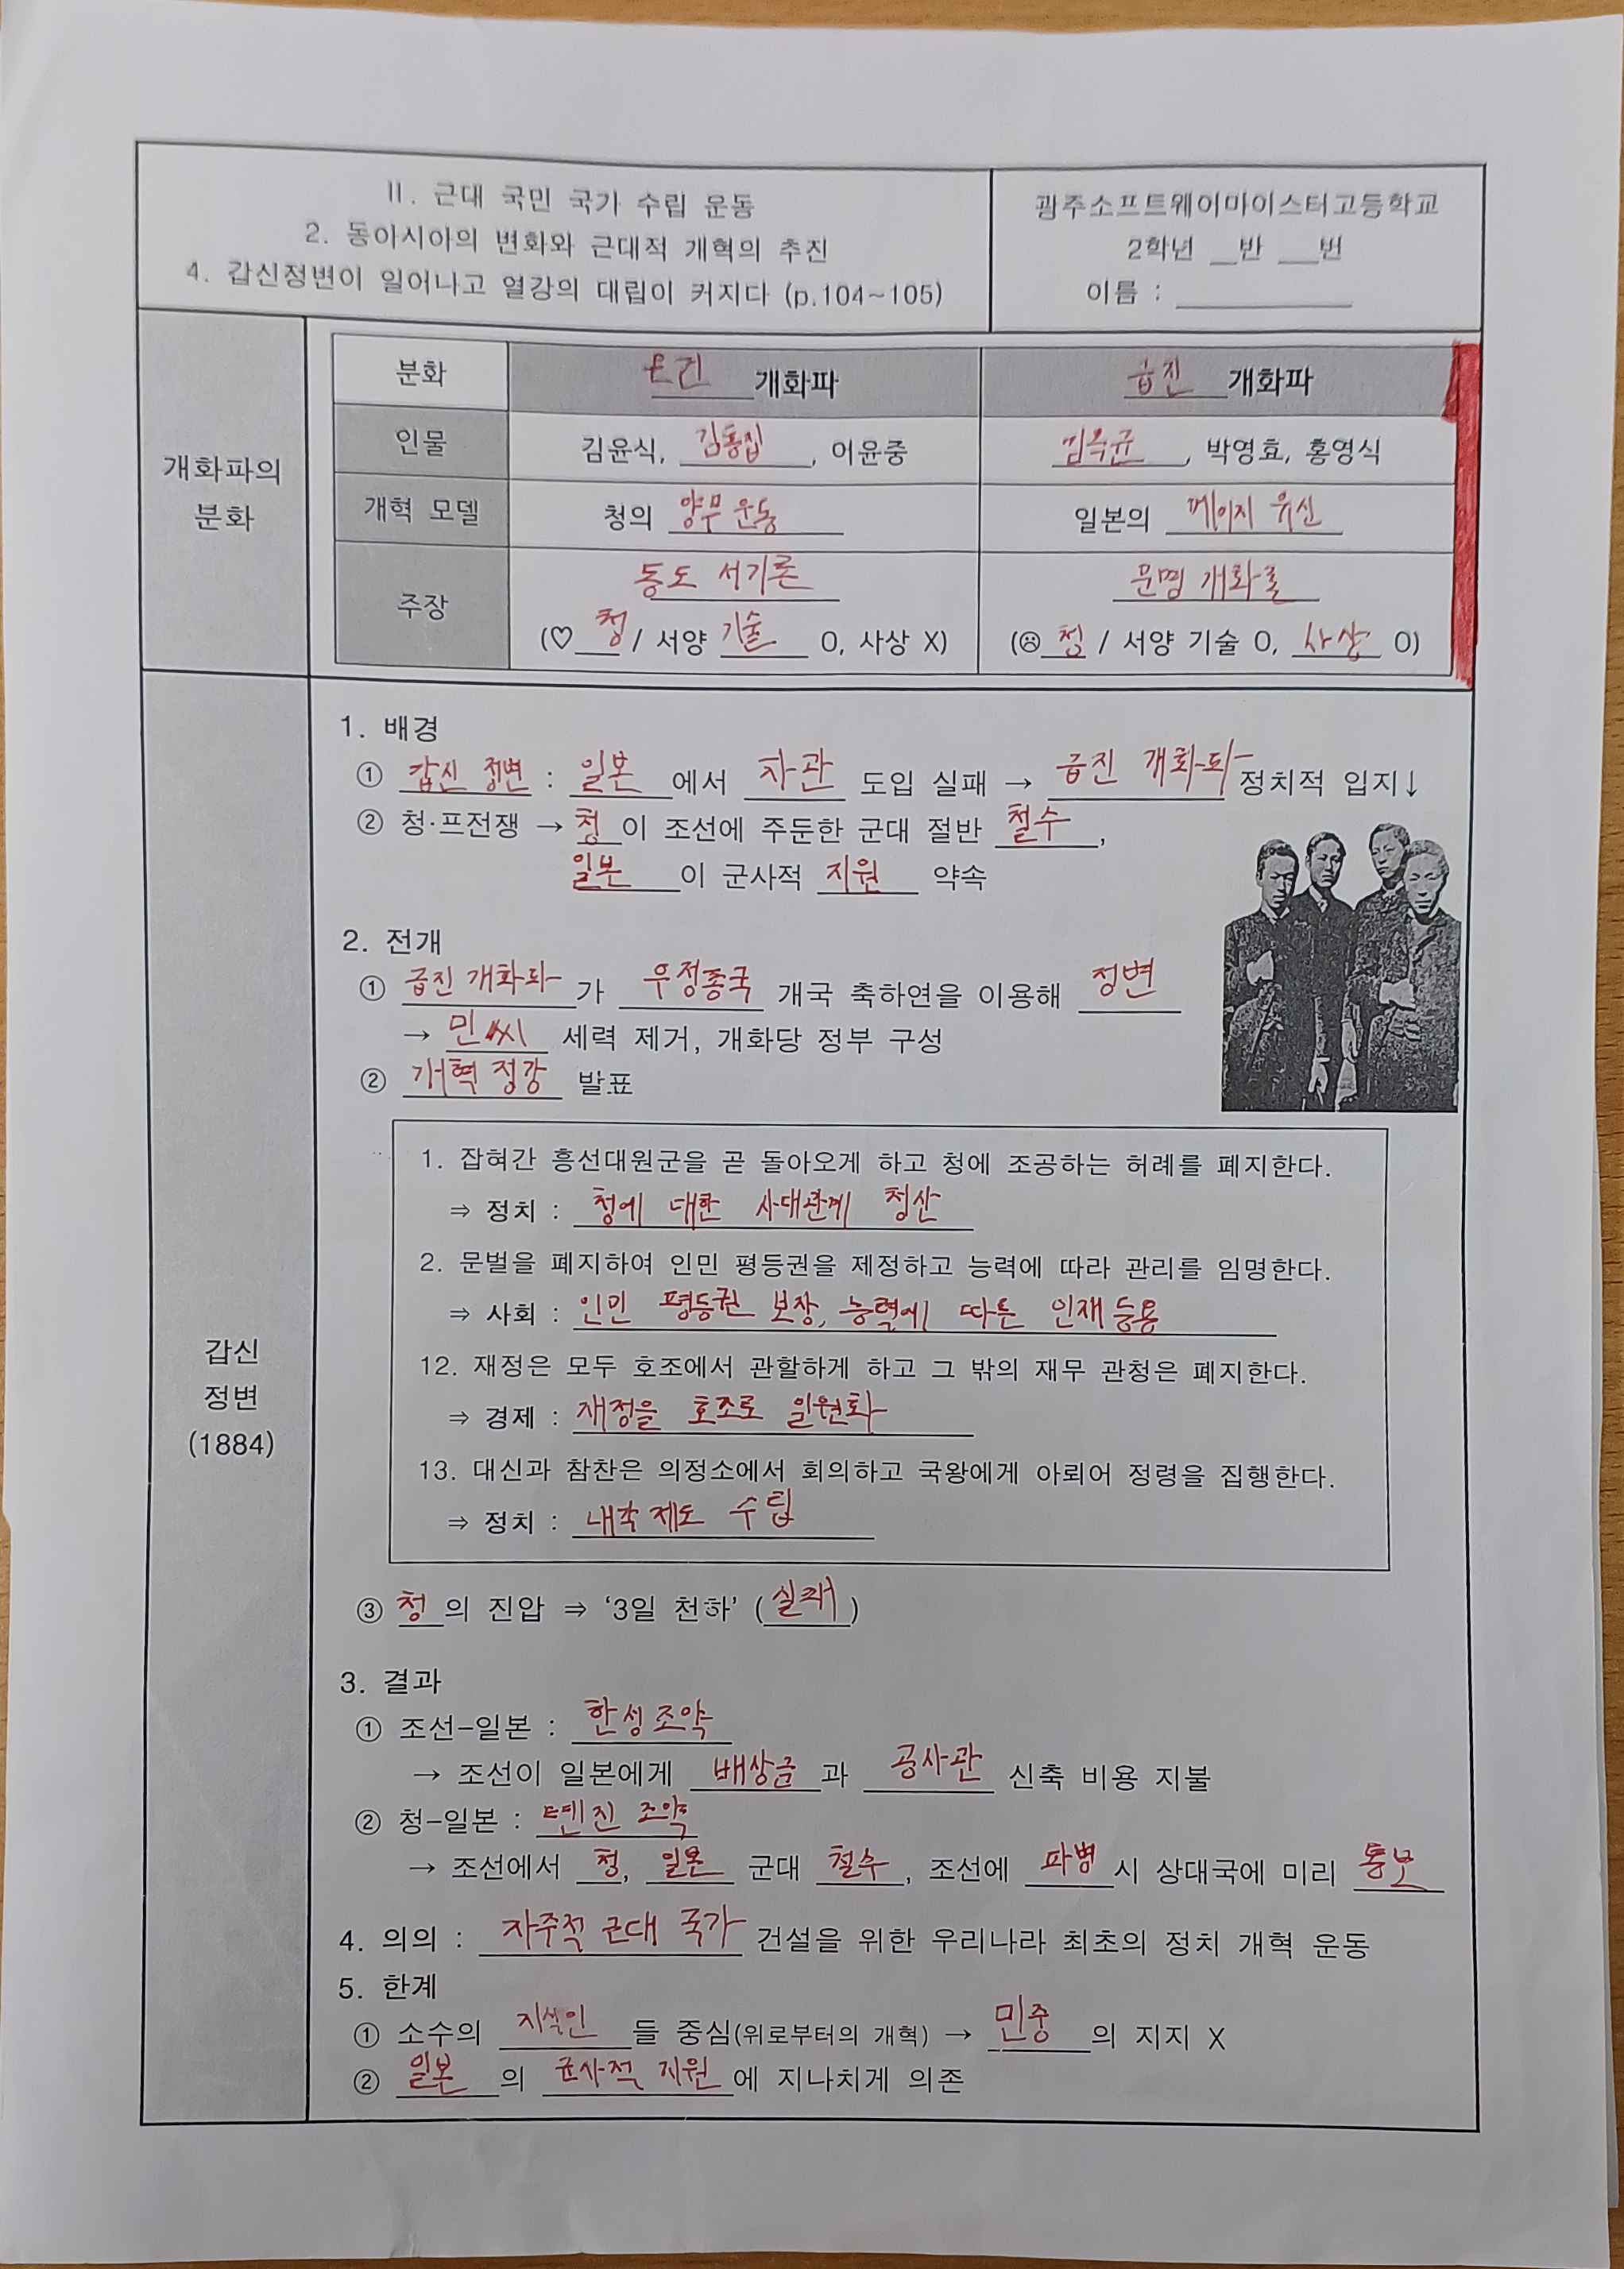 II. 근대 국민 국가 수립 운동
2. 동아시아의 변화와 근대적 개혁의 추진
4. 갑신정변이 일어나고 열강의 대립이 커지다 (p.104~105)
광주소프트웨어마이스터고등학교
2학년 __반 __번
이름 : ________
개화파의 분화
분화 온건 개화파 급진 개화파
인물 김윤식, 김홍집, 이윤중 김옥균, 박영효, 홍영식
개혁 모델 청의 양무 운동 일본의 메이지 유신
주장 동도 서기론 문명 개화론
(♡ 청 / 서양 기술 O, 사상 X) (☹ 청 / 서양 기술 O, 사상 O)
갑신
정변
(1884)
1. 배경
① 갑신 정변 : 일본에서 차관 도입 실패 → 급진 개화파 정치적 입지↓
② 청·프전쟁 → 청이 조선에 주둔한 군대 절반 철수,
일본이 군사적 지원 약속
2. 전개
① 급진 개화파가 우정총국 개국 축하연을 이용해 정변
→ 민씨 세력 제거, 개화당 정부 구성
② 개혁 정강 발표
1. 잡혀간 흥선대원군을 곧 돌아오게 하고 청에 조공하는 허례를 폐지한다.
⇒ 정치 : 청에 대한 사대관계 청산
2. 문벌을 폐지하여 인민 평등권을 제정하고 능력에 따라 관리를 임명한다.
⇒ 사회 : 인민 평등권 보장, 능력에 따른 인재 등용
12. 재정은 모두 호조에서 관할하게 하고 그 밖의 재무 관청은 폐지한다.
⇒ 경제 : 재정을 호조로 일원화
13. 대신과 참찬은 의정소에서 회의하고 국왕에게 아뢰어 정령을 집행한다.
⇒ 정치 : 내각 제도 수립
③ 청의 진압 ⇒ ‘3일 천하’ (실패)
3. 결과
① 조선-일본 : 한성 조약
→ 조선이 일본에게 배상금과 공사관 신축 비용 지불
② 청-일본 : 톈진 조약
→ 조선에서 청, 일본 군대 철수, 조선에 파병시 상대국에 미리 통보
4. 의의 : 자주적 근대 국가 건설을 위한 우리나라 최초의 정치 개혁 운동
5. 한계
① 소수의 지식인들 중심(위로부터의 개혁) → 민중의 지지 X
② 일본의 군사적 지원에 지나치게 의존